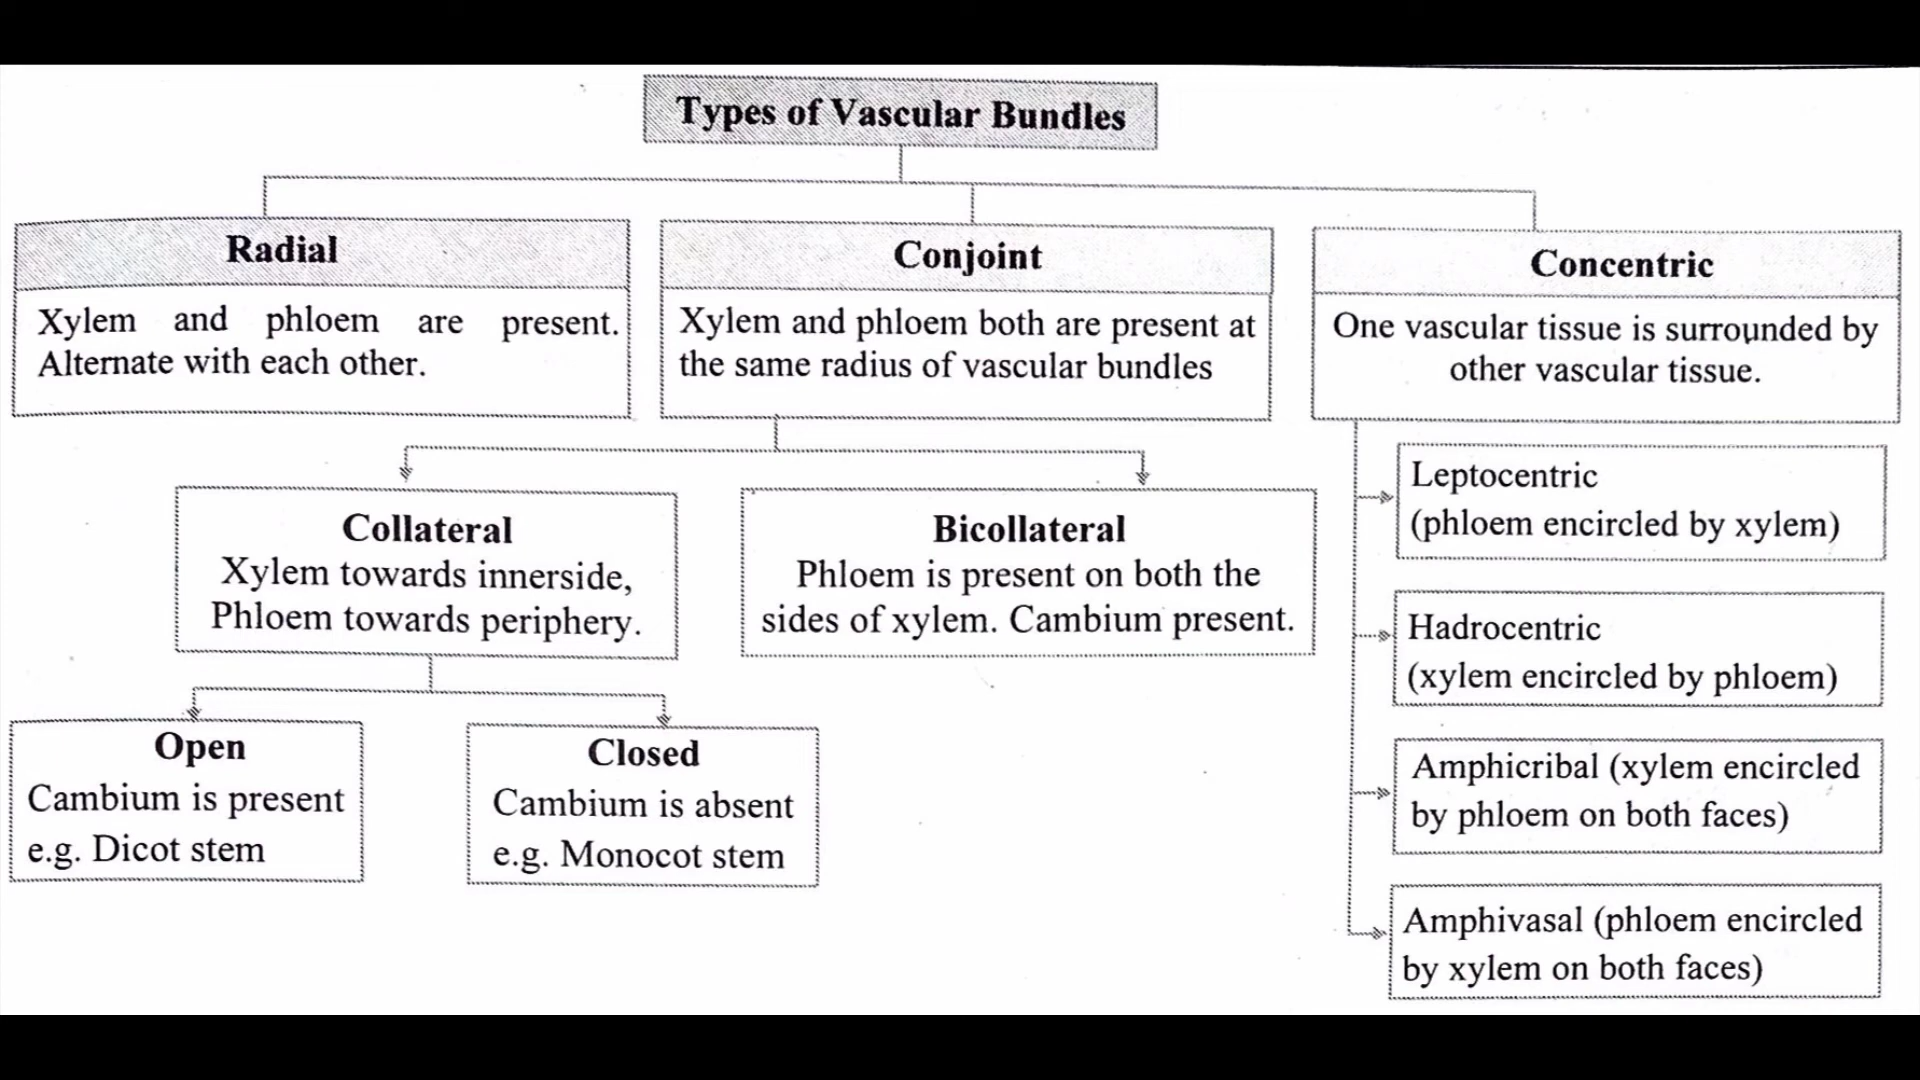 Types of Vascular Bundles
Radial
Xylem and phloem are present.
Alternate with each other.
Conjoint
Xylem and phloem both are present at
the same radius of vascular bundles
Concentric
One vascular tissue is surrounded by
other vascular tissue.
Collateral
Xylem towards innerside,
Phloem towards periphery.
Bicollateral
Phloem is present on both the
sides of xylem. Cambium present.
Open
Cambium is present
e.g. Dicot stem
Closed
Cambium is absent
e.g. Monocot stem
Leptocentric
(phloem encircled by xylem)
Hadrocentric
(xylem encircled by phloem)
Amphicribal (xylem encircled
by phloem on both faces)
Amphivasal (phloem encircled
by xylem on both faces)